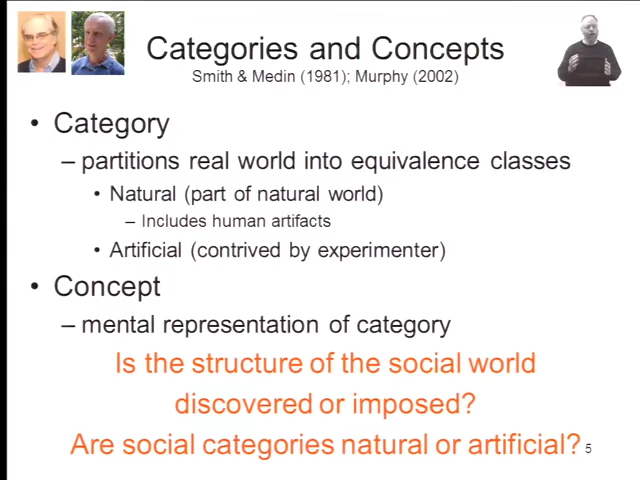 Categories and Concepts
Smith & Medin (1981); Murphy (2002)
• Category
– partitions real world into equivalence classes
• Natural (part of natural world)
– Includes human artifacts
• Artificial (contrived by experimenter)
• Concept
– mental representation of category
Is the structure of the social world
discovered or imposed?
Are social categories natural or artificial?
5